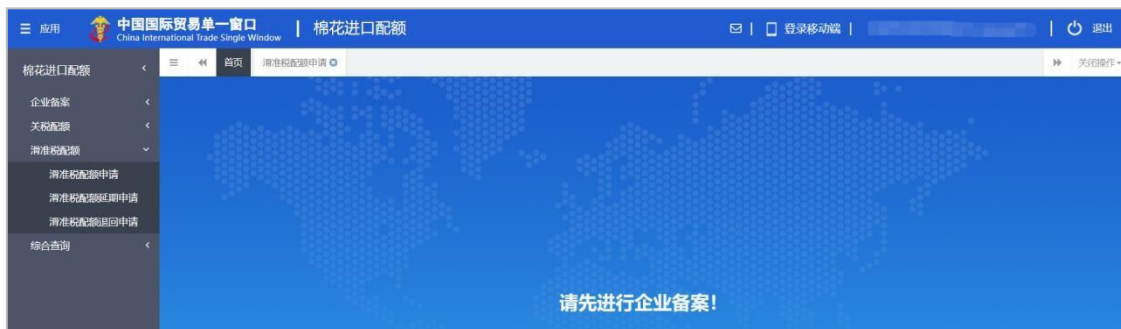 应用
中国国际贸易单一窗口
China International Trade Single Window
棉花进口配额
登录移动端
退出
棉花进口配额
首页
滑准税配额申请
关闭操作
企业备案
关税配额
滑准税配额
滑准税配额申请
滑准税配额延期申请
滑准税配额退回申请
综合查询
请先进行企业备案！